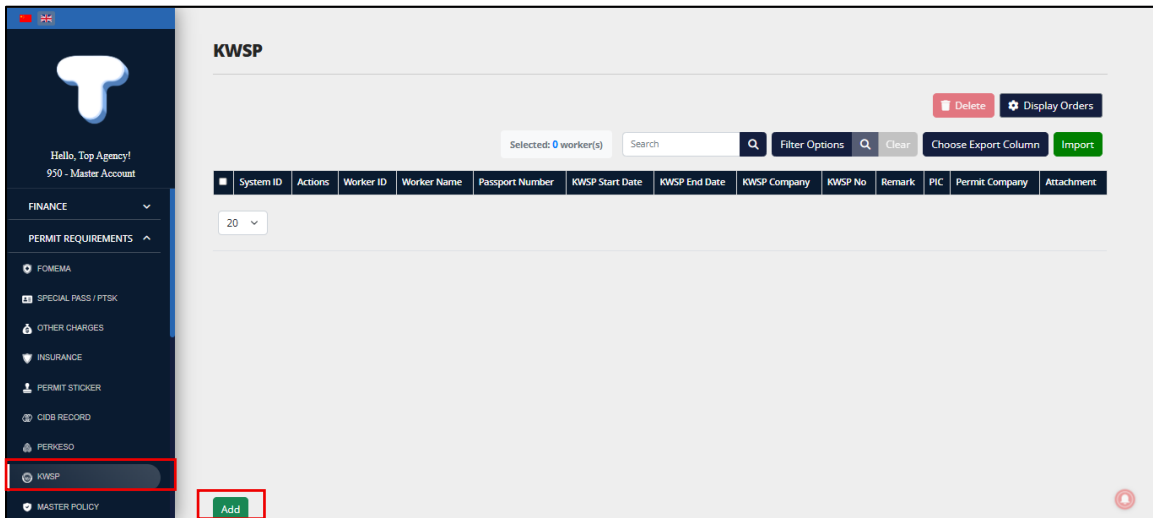 KWSP
Delete
Display Orders
Selected: 0 worker(s)
Search
Filter Options
Clear
Choose Export Column
Import
System ID Actions Worker ID Worker Name Passport Number KWSP Start Date KWSP End Date KWSP Company KWSP No Remark PIC Permit Company Attachment
20
Add
T
Hello, Top Agency!
950 - Master Account
FINANCE
PERMIT REQUIREMENTS
FOMEMA
SPECIAL PASS / PTSK
OTHER CHARGES
INSURANCE
PERMIT STICKER
CIDB RECORD
PERKESO
KWSP
MASTER POLICY